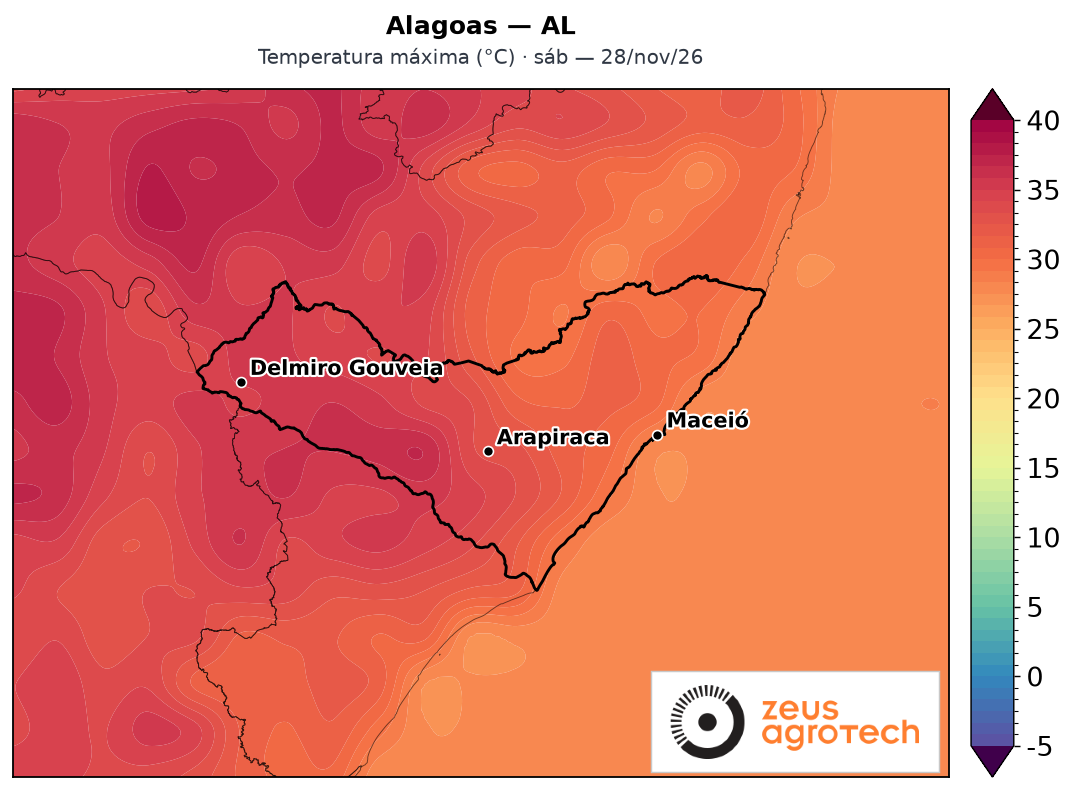 Alagoas — AL
Temperatura máxima (°C) · sáb — 28/nov/26
40
35
30
25
20
15
10
5
0
-5
Delmiro Gouveia
Maceió
Arapiraca
zeus
agrotech